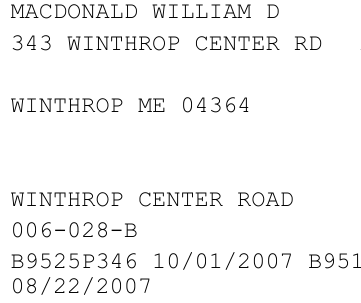 MACDONALD WILLIAM D
343 WINTHROP CENTER RD
WINTHROP ME 04364
WINTHROP CENTER ROAD
006-028-B
B9525P346 10/01/2007 B951
08/22/2007